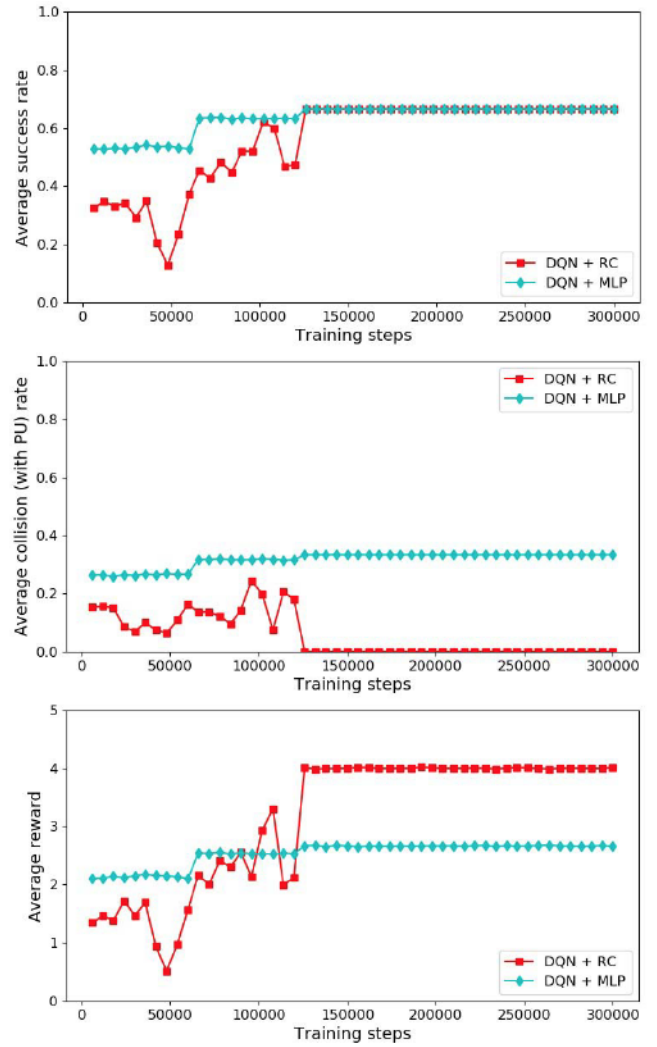 Average success rate
1.0
0.8
0.6
0.4
0.2
0.0
DQN + RC
DQN + MLP
0 50000 100000 150000 200000 250000 300000
Training steps
Average collision (with PU) rate
1.0
0.8
0.6
0.4
0.2
0.0
DQN + RC
DQN + MLP
0 50000 100000 150000 200000 250000 300000
Training steps
Average reward
5
4
3
2
1
0
DQN + RC
DQN + MLP
0 50000 100000 150000 200000 250000 300000
Training steps